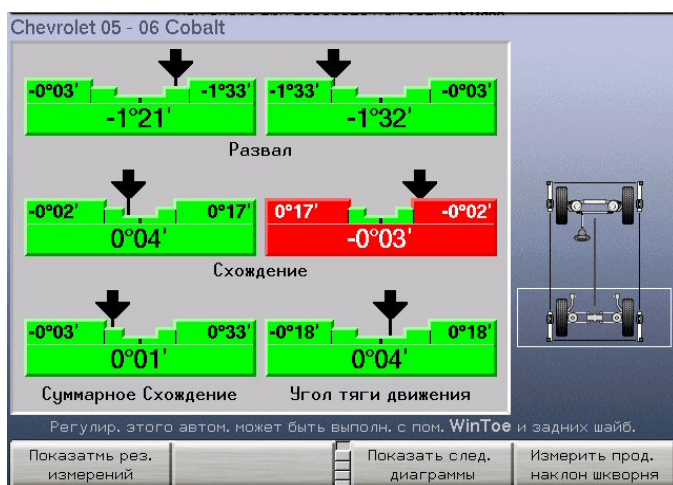 Chevrolet 05 - 06 Cobalt
-0°03' -1°33' -1°33' -0°03'
-1°21' -1°32'
Развал
-0°02' 0°17' 0°17' -0°02'
0°04' -0°03'
Схождение
-0°03' 0°33' -0°18' 0°18'
0°01' 0°04'
Суммарное Схождение Угол тяги движения
Регулир. этого автом. может быть выполн. с пом. WinToe и задних шайб.
Показатмь рез. Показать след. Измерить прод.
измерений диаграммы наклон шкворня